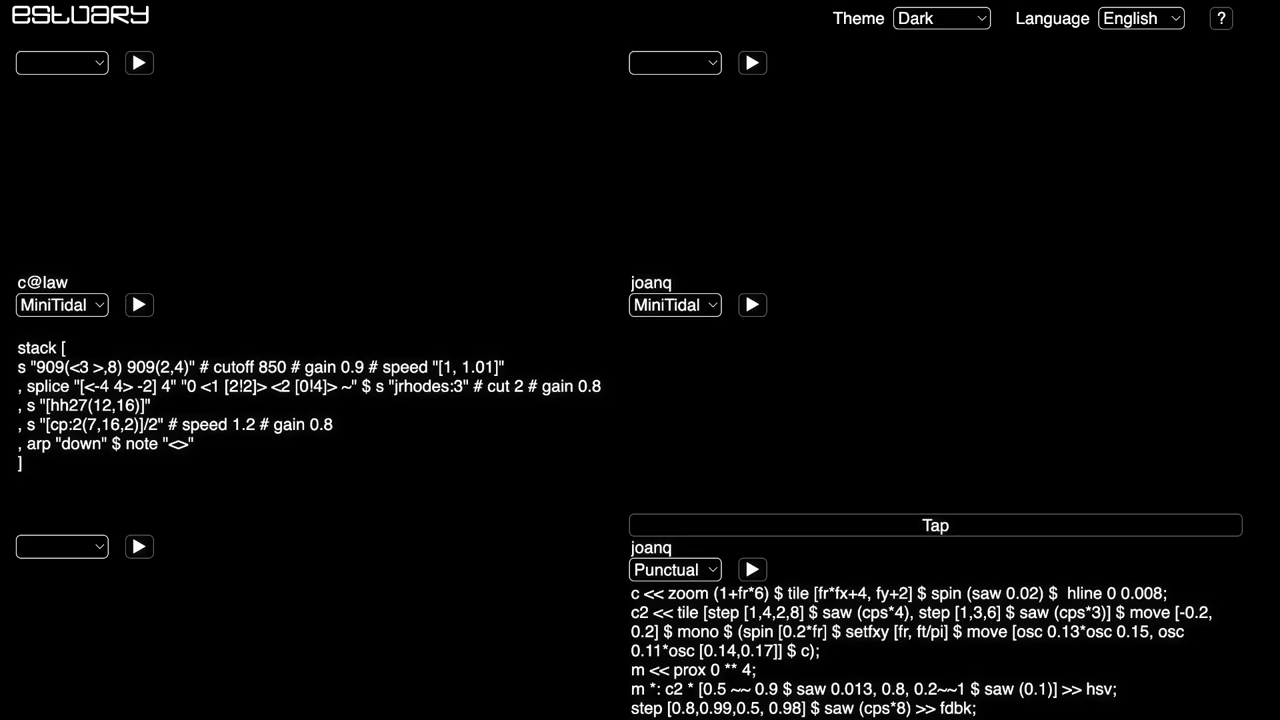 estuary
Theme Dark Language English ?
c@law
MiniTidal
stack [
s "909(<3 >,8) 909(2,4)" # cutoff 850 # gain 0.9 # speed "[1, 1.01]"
, splice "[<-4 4> -2] 4" "0 <1 [2!2]> <2 [0!4]> ~" $ s "jrhodes:3" # cut 2 # gain 0.8
, s "[hh27(12,16)]"
, s "[cp:2(7,16,2)]/2" # speed 1.2 # gain 0.8
, arp "down" $ note "<>"
]
joanq
MiniTidal
Tap
joanq
Punctual
c << zoom (1+fr*6) $ tile [fr*fx+4, fy+2] $ spin (saw 0.02) $  hline 0 0.008;
c2 << tile [step [1,4,2,8] $ saw (cps*4), step [1,3,6] $ saw (cps*3)] $ move [-0.2,
0.2] $ mono $ (spin [0.2*fr] $ setfxy [fr, ft/pi] $ move [osc 0.13*osc 0.15, osc
0.11*osc [0.14,0.17]] $ c);
m << prox 0 ** 4;
m *: c2 * [0.5 ~~ 0.9 $ saw 0.013, 0.8, 0.2~~1 $ saw (0.1)] >> hsv;
step [0.8,0.99,0.5, 0.98] $ saw (cps*8) >> fdbk;